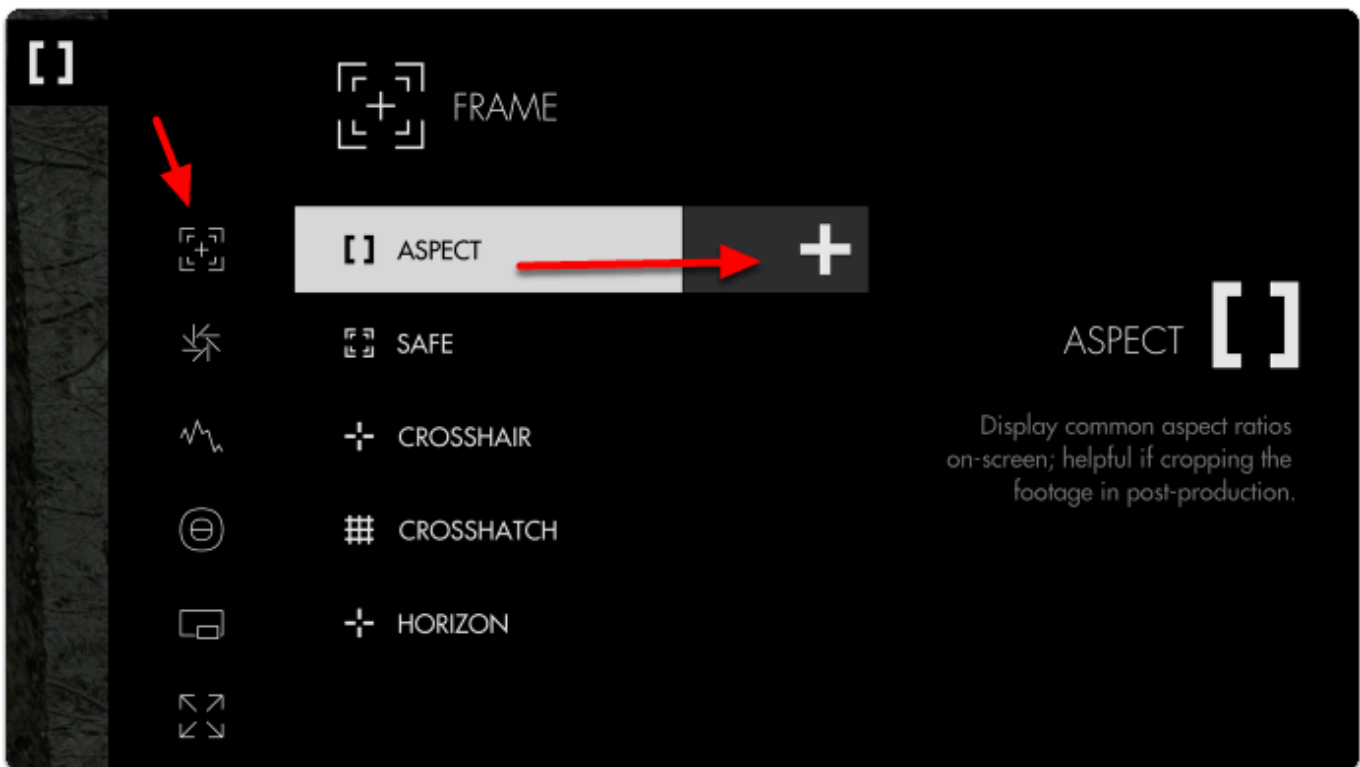 FRAME
ASPECT
SAFE
CROSSHAIR
CROSSHATCH
HORIZON
ASPECT
Display common aspect ratios
on-screen; helpful if cropping the
footage in post-production.